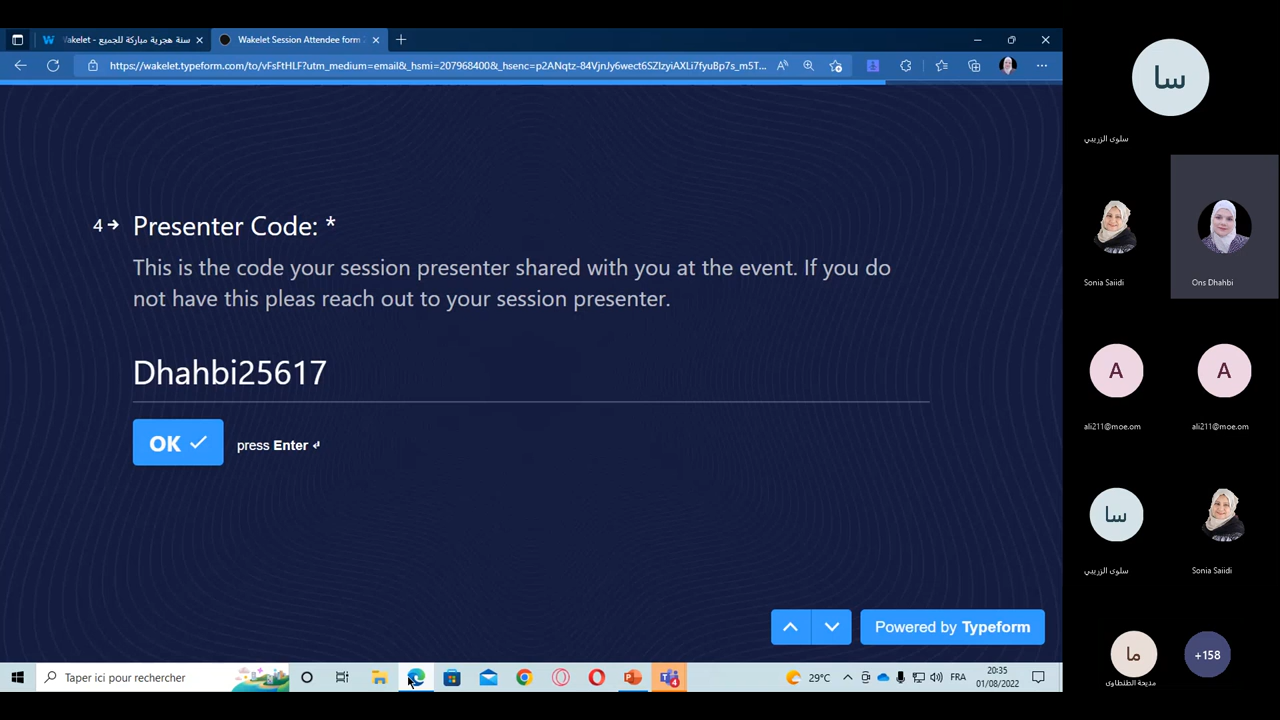 سنة هجرية مباركة للجميع - Wakelet
Wakelet Session Attendee form 2
https://wakelet.typeform.com/to/vFsFtHLF?utm_medium=email&_hsmi=207968400&_hsenc=p2ANqtz-84VjnJy6wect6SZlzyiAXLi7fyuBp7s_m5T...
4 Presenter Code: *
This is the code your session presenter shared with you at the event. If you do
not have this pleas reach out to your session presenter.
Dhahbi25617
OK
press Enter
Powered by Typeform
Taper ici pour rechercher
4
29°C
FRA
20:35
01/08/2022
سا
سلوى الزريبي
Sonia Saiidi
Ons Dhahbi
A
A
ali211@moe.om
ali211@moe.om
سا
سلوى الزريبي
Sonia Saiidi
ما
+158
مديحة الطنطاوى